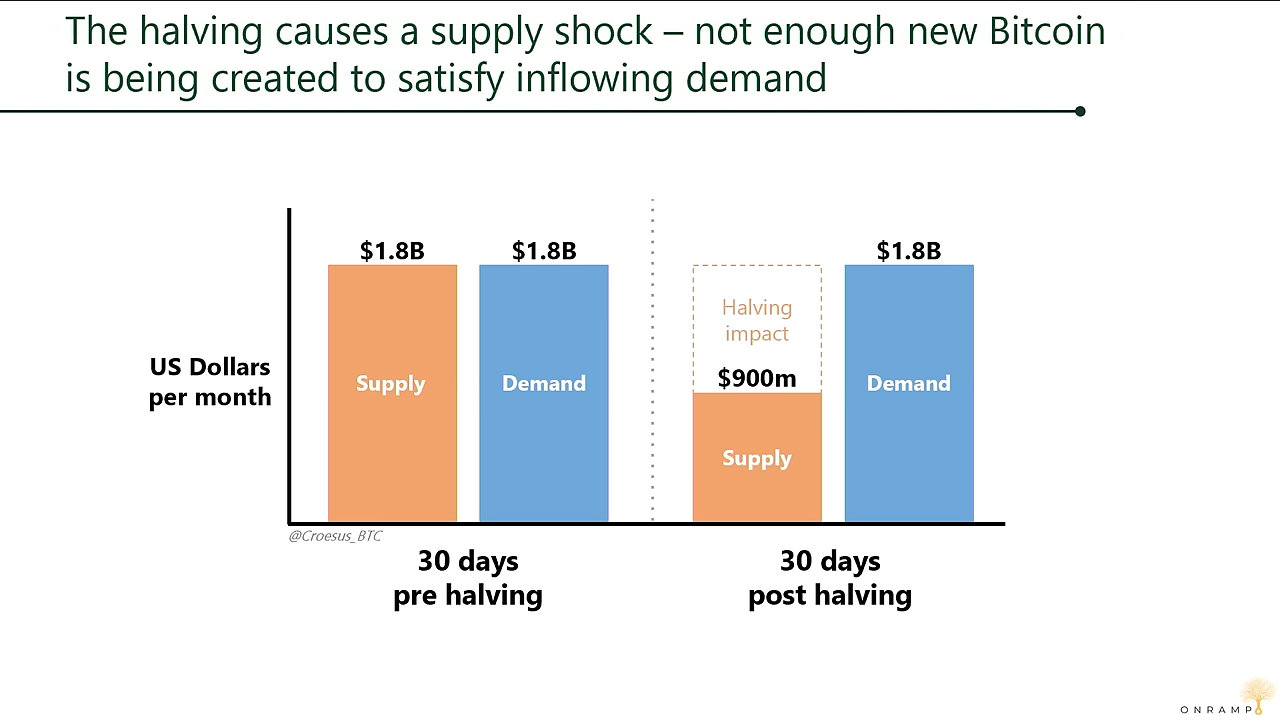 The halving causes a supply shock – not enough new Bitcoin
is being created to satisfy inflowing demand
$1.8B
$1.8B
$1.8B
Halving
impact
$900m
US Dollars
per month
Supply
Demand
Supply
Demand
@Croesus_BTC
30 days
pre halving
30 days
post halving
ONRAMP